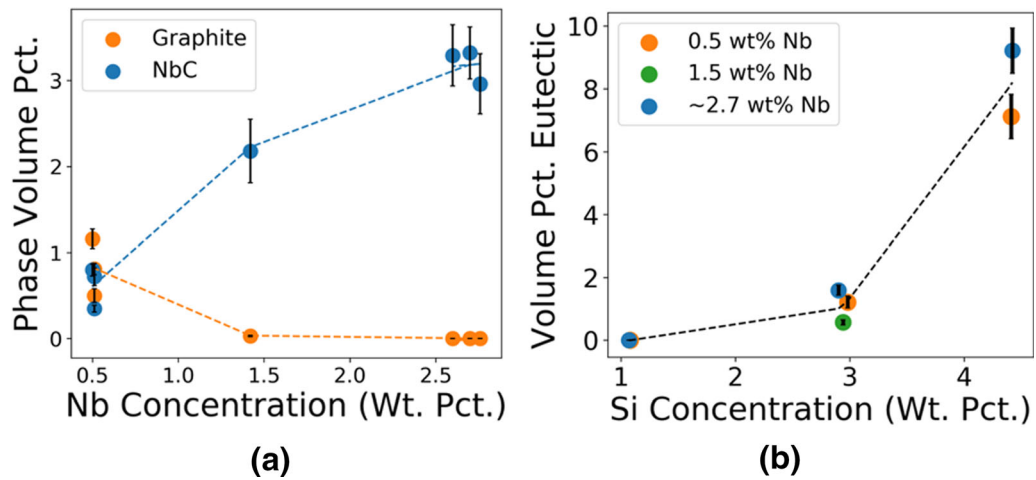 Graphite
NbC
Phase Volume Pct.
3
2
1
0
0.5 1.0 1.5 2.0 2.5
Nb Concentration (Wt. Pct.)
(a)
0.5 wt% Nb
1.5 wt% Nb
~2.7 wt% Nb
Volume Pct. Eutectic
10
8
6
4
2
0
1 2 3 4
Si Concentration (Wt. Pct.)
(b)